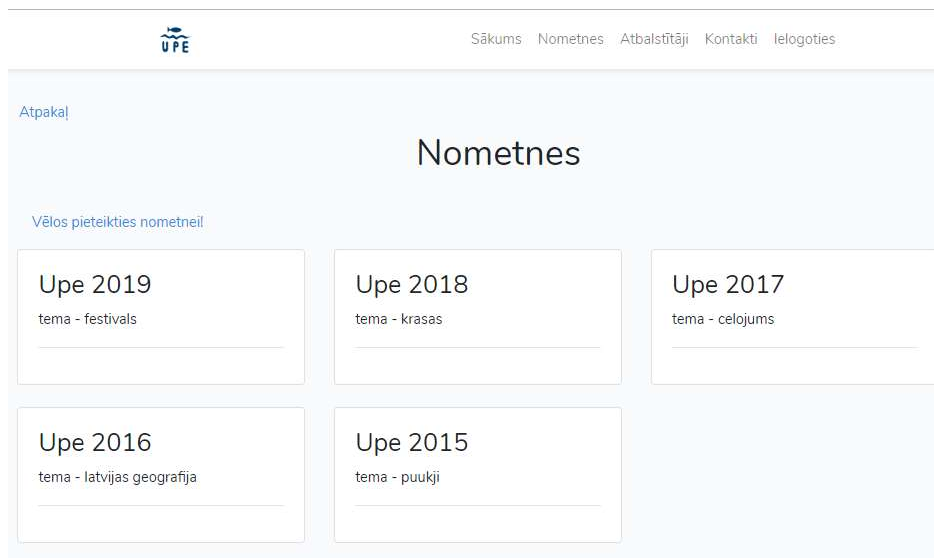 UPE
Sākums Nometnes Atbalstītāji Kontakti Ielogoties
Atpakaļ
Nometnes
Vēlos pieteikties nometnei!
Upe 2019
tema - festivals
Upe 2018
tema - krasas
Upe 2017
tema - celojums
Upe 2016
tema - latvijas geografija
Upe 2015
tema - puukji